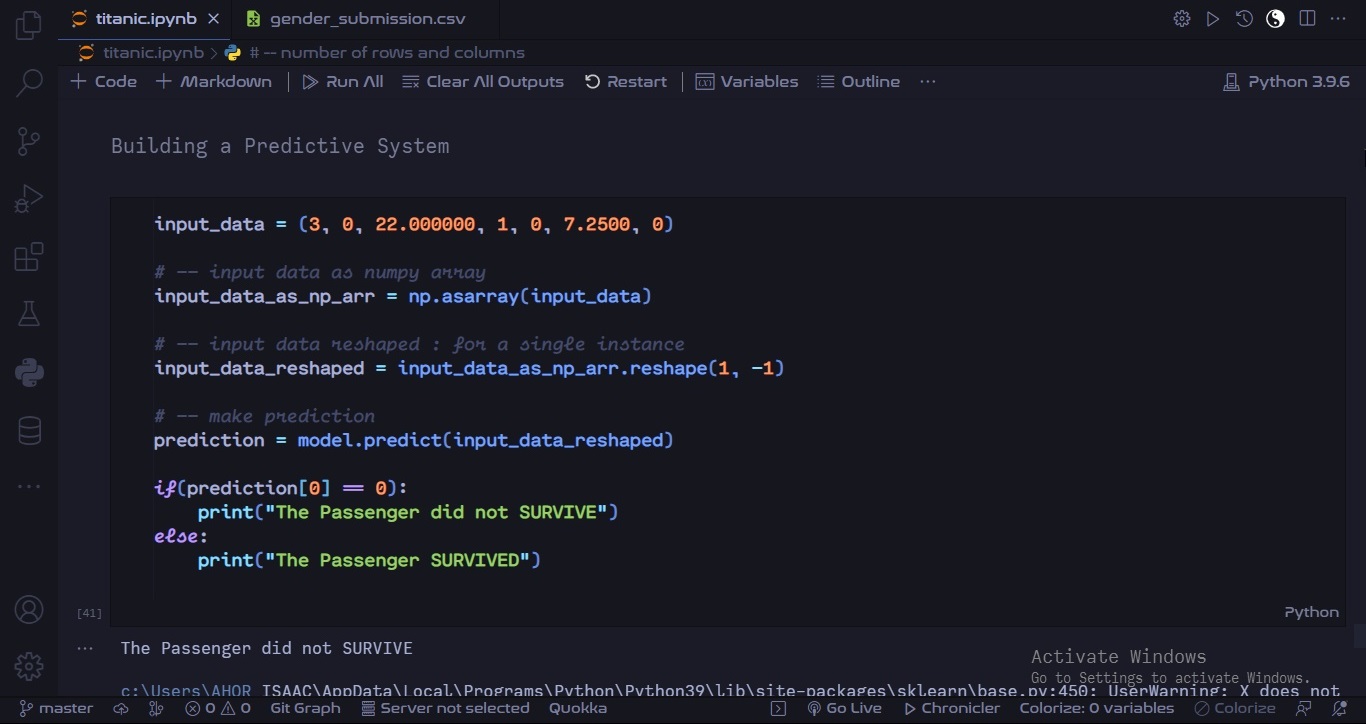 titanic.ipynb
gender_submission.csv
titanic.ipynb > # -- number of rows and columns
+ Code + Markdown Run All Clear All Outputs Restart Variables Outline ... Python 3.9.6
Building a Predictive System
input_data = (3, 0, 22.000000, 1, 0, 7.2500, 0)
# -- input data as numpy array
input_data_as_np_arr = np.asarray(input_data)
# -- input data reshaped : for a single instance
input_data_reshaped = input_data_as_np_arr.reshape(1, -1)
# -- make prediction
prediction = model.predict(input_data_reshaped)
if(prediction[0] == 0):
print("The Passenger did not SURVIVE")
else:
print("The Passenger SURVIVED")
[41]
Python
The Passenger did not SURVIVE
Activate Windows
Go to Settings to activate Windows.
c:\Users\AHOR ISAAC\AppData\Local\Programs\Python\Python39\lib\site-packages\sklearn\base.py:450: UserWarning: X does not
master 0 0 Git Graph Server not selected Quokka Go Live Chronicler Colorize: 0 variables Colorize